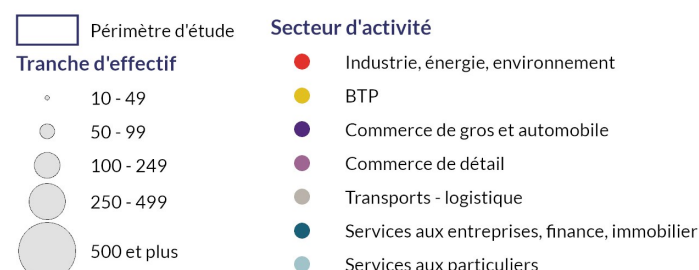 Périmètre d'étude
Tranche d'effectif
10 - 49
50 - 99
100 - 249
250 - 499
500 et plus
Secteur d'activité
Industrie, énergie, environnement
BTP
Commerce de gros et automobile
Commerce de détail
Transports - logistique
Services aux entreprises, finance, immobilier
Services aux particuliers